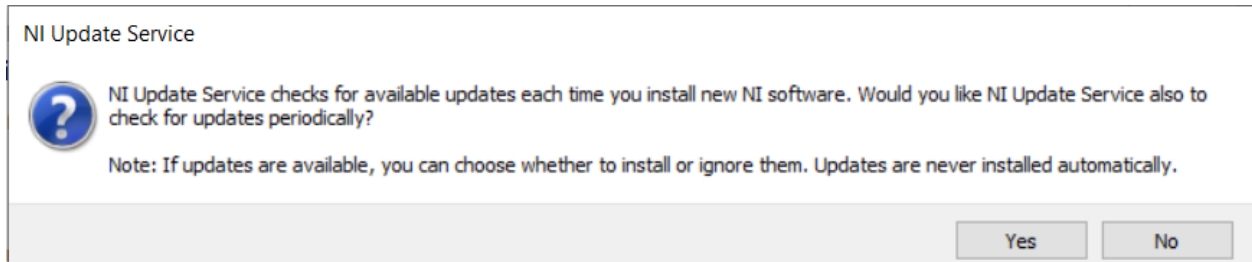 NI Update Service
NI Update Service checks for available updates each time you install new NI software. Would you like NI Update Service also to
check for updates periodically?
Note: If updates are available, you can choose whether to install or ignore them. Updates are never installed automatically.
Yes
No